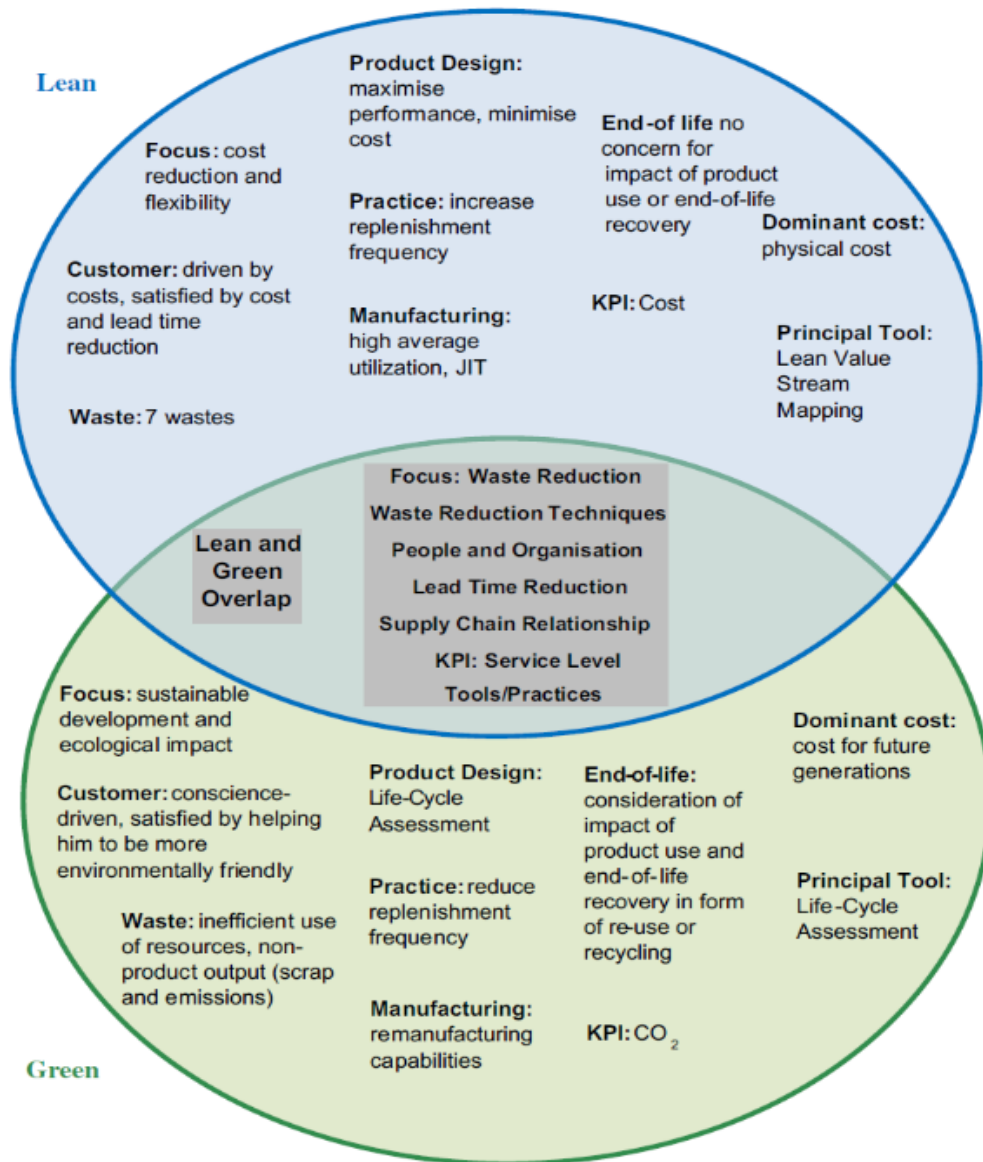 Lean
Product Design:
maximise
performance, minimise
cost
End-of life no
concern for
impact of product
use or end-of-life
recovery
Focus: cost
reduction and
flexibility
Practice: increase
replenishment
frequency
Dominant cost:
physical cost
Customer: driven by
costs, satisfied by cost
and lead time
reduction
Manufacturing:
high average
utilization, JIT
KPI: Cost
Principal Tool:
Lean Value
Stream
Mapping
Waste: 7 wastes
Lean and
Green
Overlap
Focus: Waste Reduction
Waste Reduction Techniques
People and Organisation
Lead Time Reduction
Supply Chain Relationship
KPI: Service Level
Tools/Practices
Focus: sustainable
development and
ecological impact
Dominant cost:
cost for future
generations
Customer: conscience-
driven, satisfied by helping
him to be more
environmentally friendly
Product Design:
Life-Cycle
Assessment
End-of-life:
consideration of
impact of
product use and
end-of-life
recovery in form
of re-use or
recycling
Practice: reduce
replenishment
frequency
Principal Tool:
Life-Cycle
Assessment
Waste: inefficient use
of resources, non-
product output (scrap
and emissions)
Manufacturing:
remanufacturing
capabilities
KPI: CO2
Green